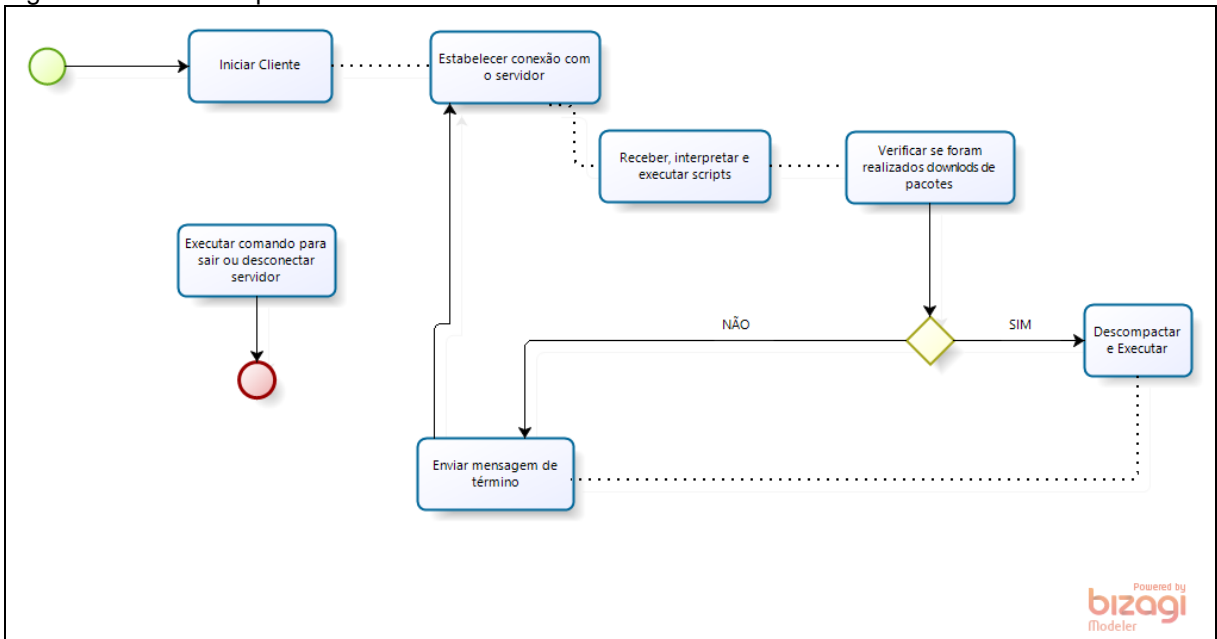 Iniciar Cliente
Estabelecer conexão com
o servidor
Receber, interpretar e
executar scripts
Verificar se foram
realizados downlods de
pacotes
Executar comando para
sair ou desconectar
servidor
NÃO
SIM
Descompactar
e Executar
Enviar mensagem de
término
Powered by
bizagi
Modeler